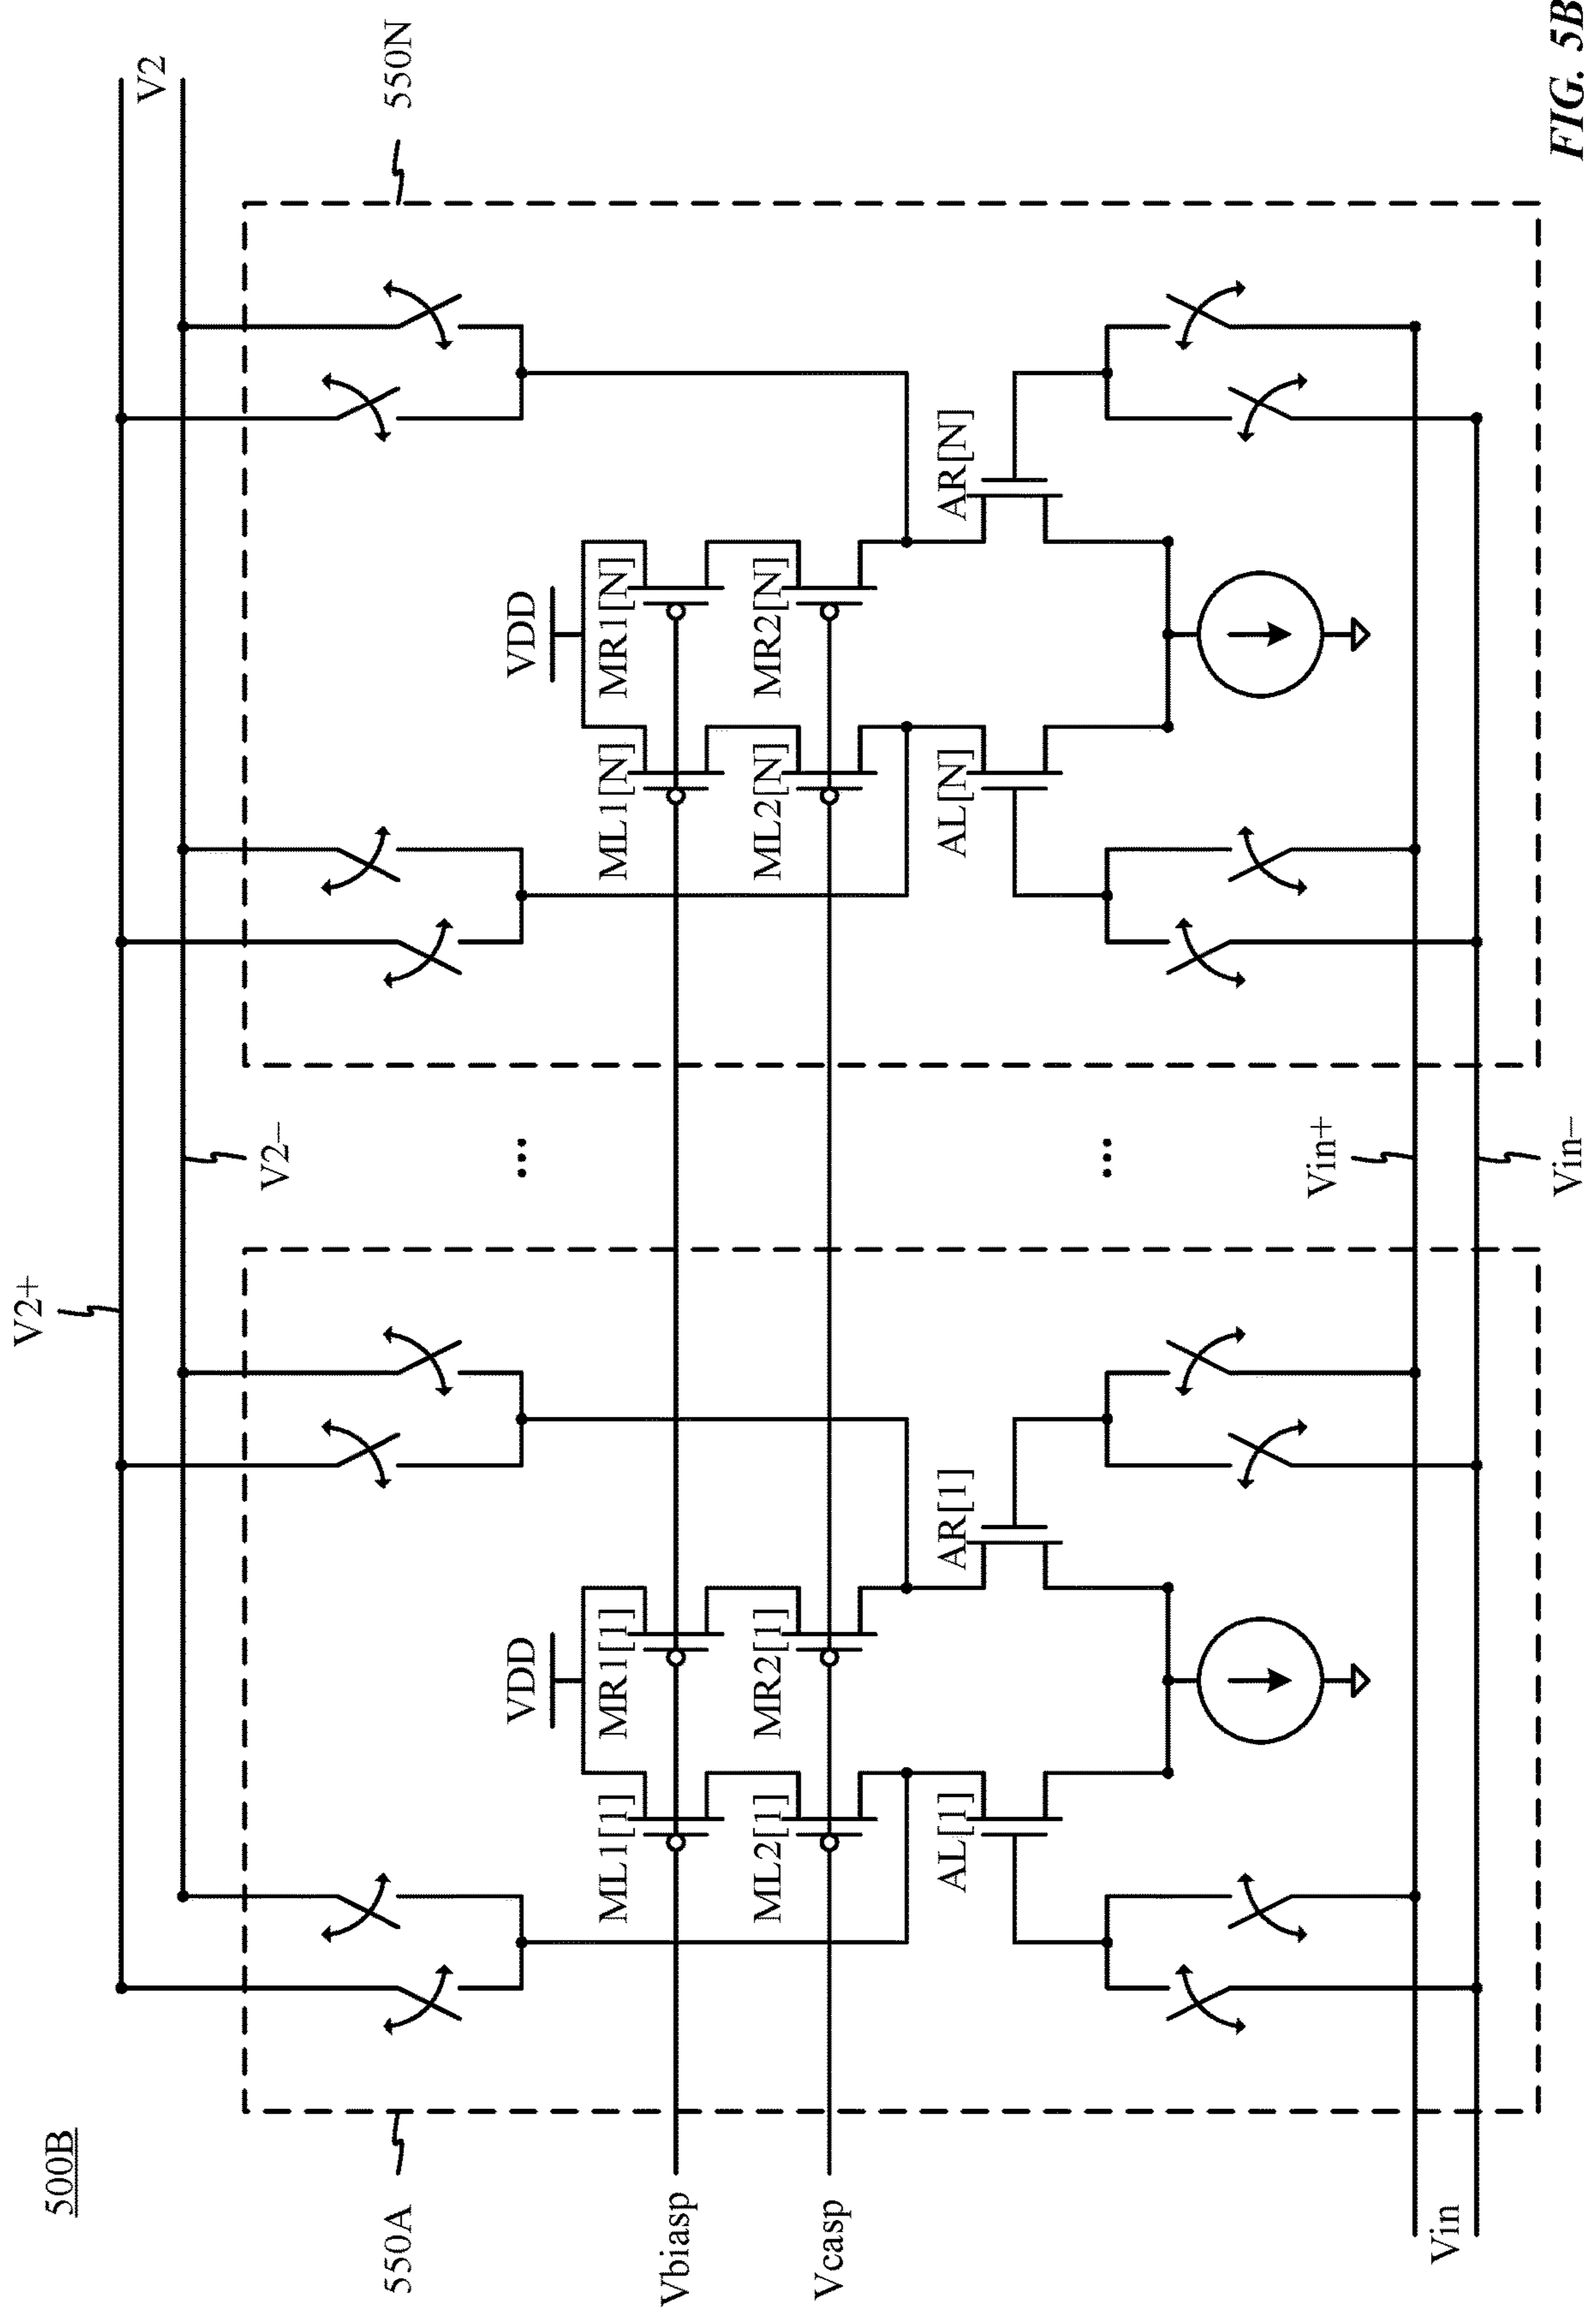 500B
V2+
V2
V2–
550A
550N
VDD
VDD
ML1[1]
MR1[1]
ML1[N]
MR1[N]
Vbiasp
ML2[1]
MR2[1]
ML2[N]
MR2[N]
Vcasp
...
AL[1]
AR[1]
AL[N]
AR[N]
...
Vin+
Vin
Vin–
FIG. 5B